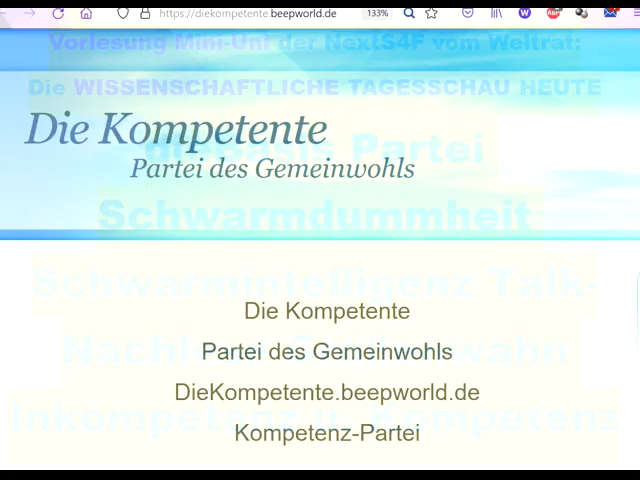 https://diekompetente.beepworld.de
133%
Vorlesung Mini-Uni der NextS4F vom Weltrat:
Die WISSENSCHAFTLICHE TAGESSCHAU HEUTE
Die Kompetente
dieBasis Partei
Partei des Gemeinwohls
Schwarmdummheit
Schwarmintelligenz Talk-
Die Kompetente
Partei des Gemeinwohls
DieKompetente.beepworld.de
Inkompetenz u. Kompetenz
Kompetenz-Partei